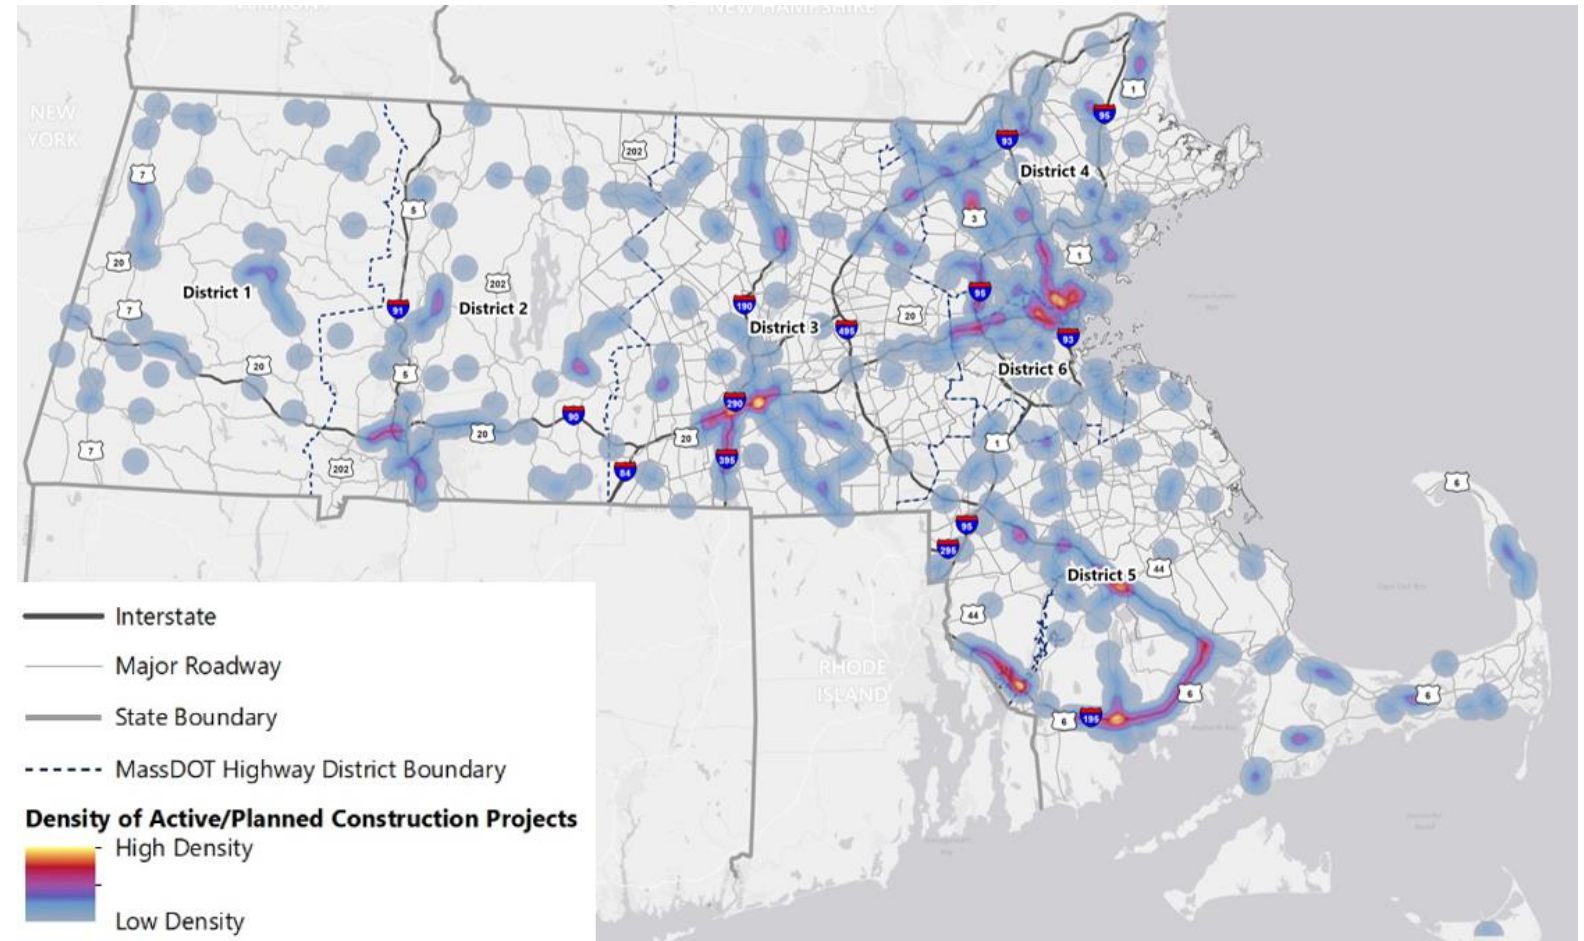 VERMONT
NEW HAMPSHIRE
NEW
YORK
1
95
93
202
District 4
7
5
3
1
20
202
95
District 1
7
91
District 2
190
District 3
495
20
93
20
5
District 6
290
90
20
20
1
7
202
84
395
6
95
295
District 5
44
44
RHODE
ISLAND
6
195
6
6
Interstate
Major Roadway
State Boundary
MassDOT Highway District Boundary
Density of Active/Planned Construction Projects
High Density
Low Density